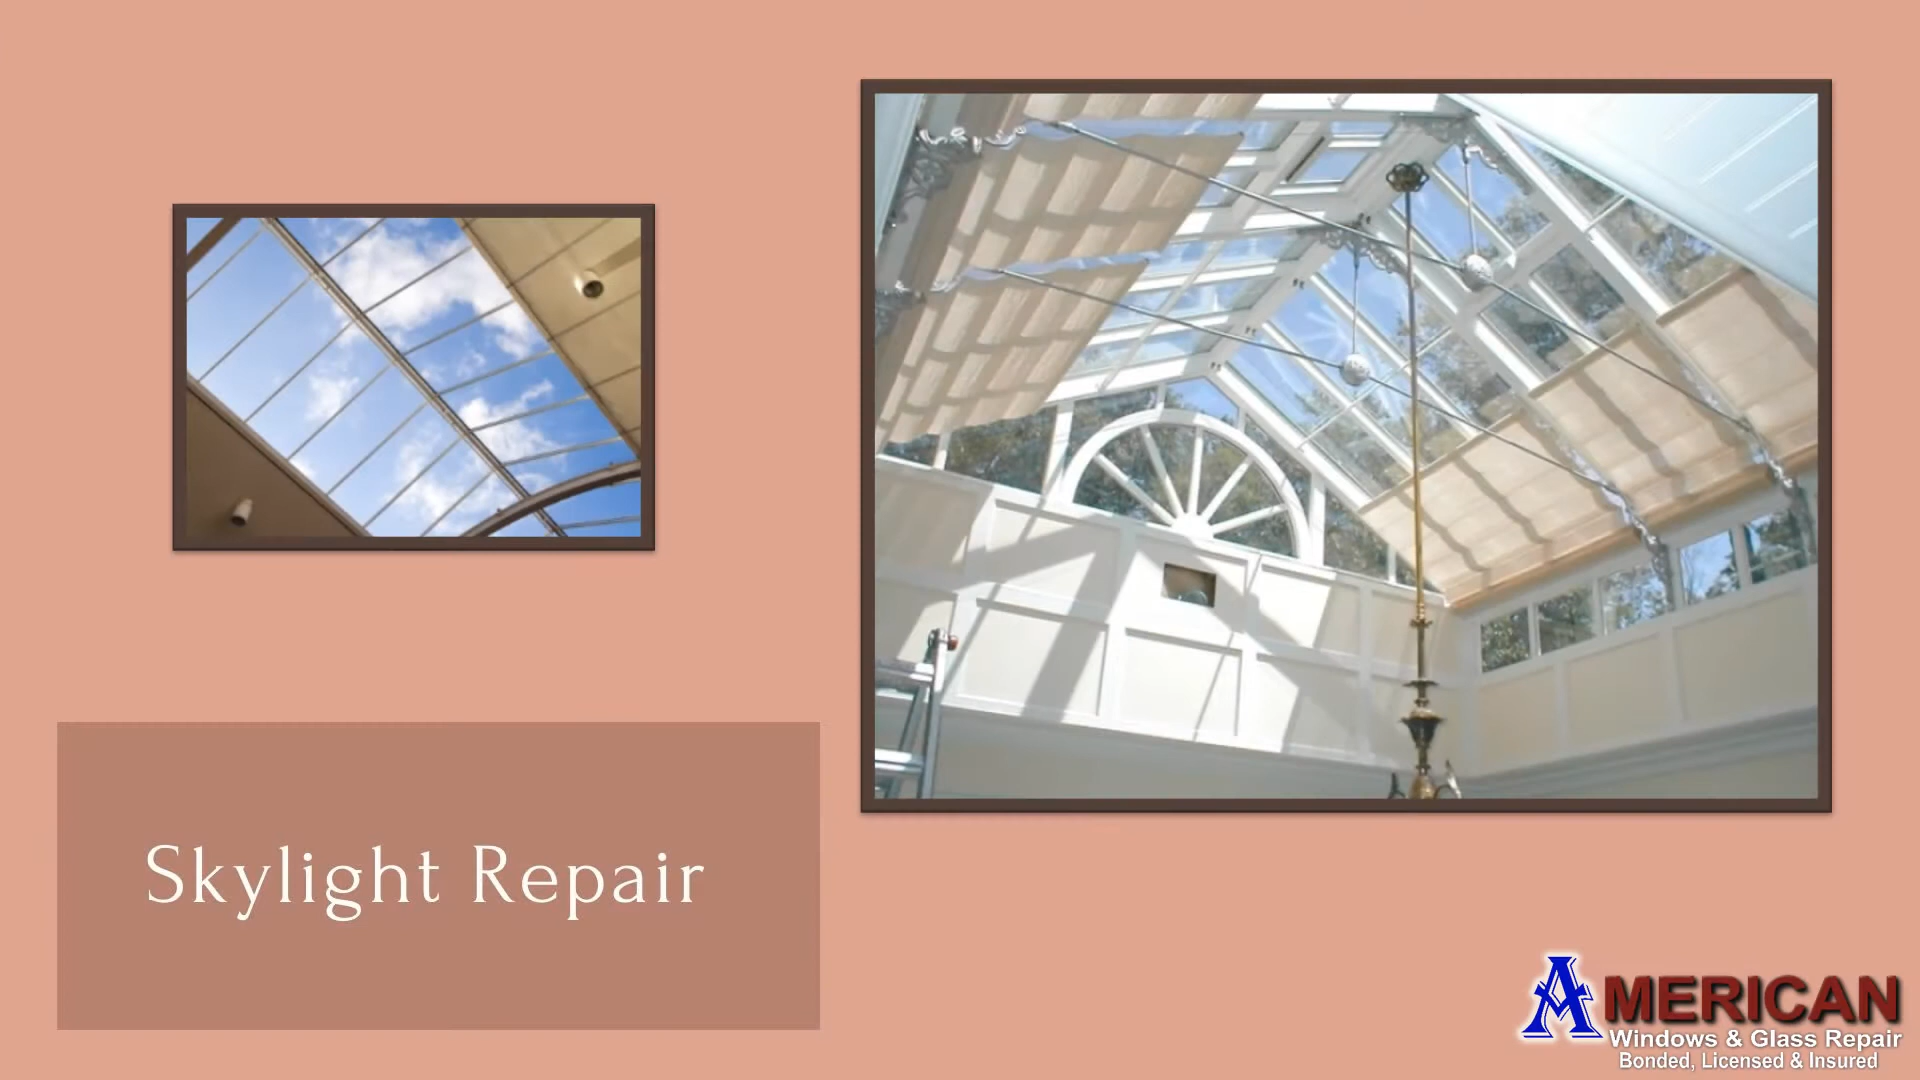 Skylight Repair
AMERICAN
Windows & Glass Repair
Bonded, Licensed & Insured